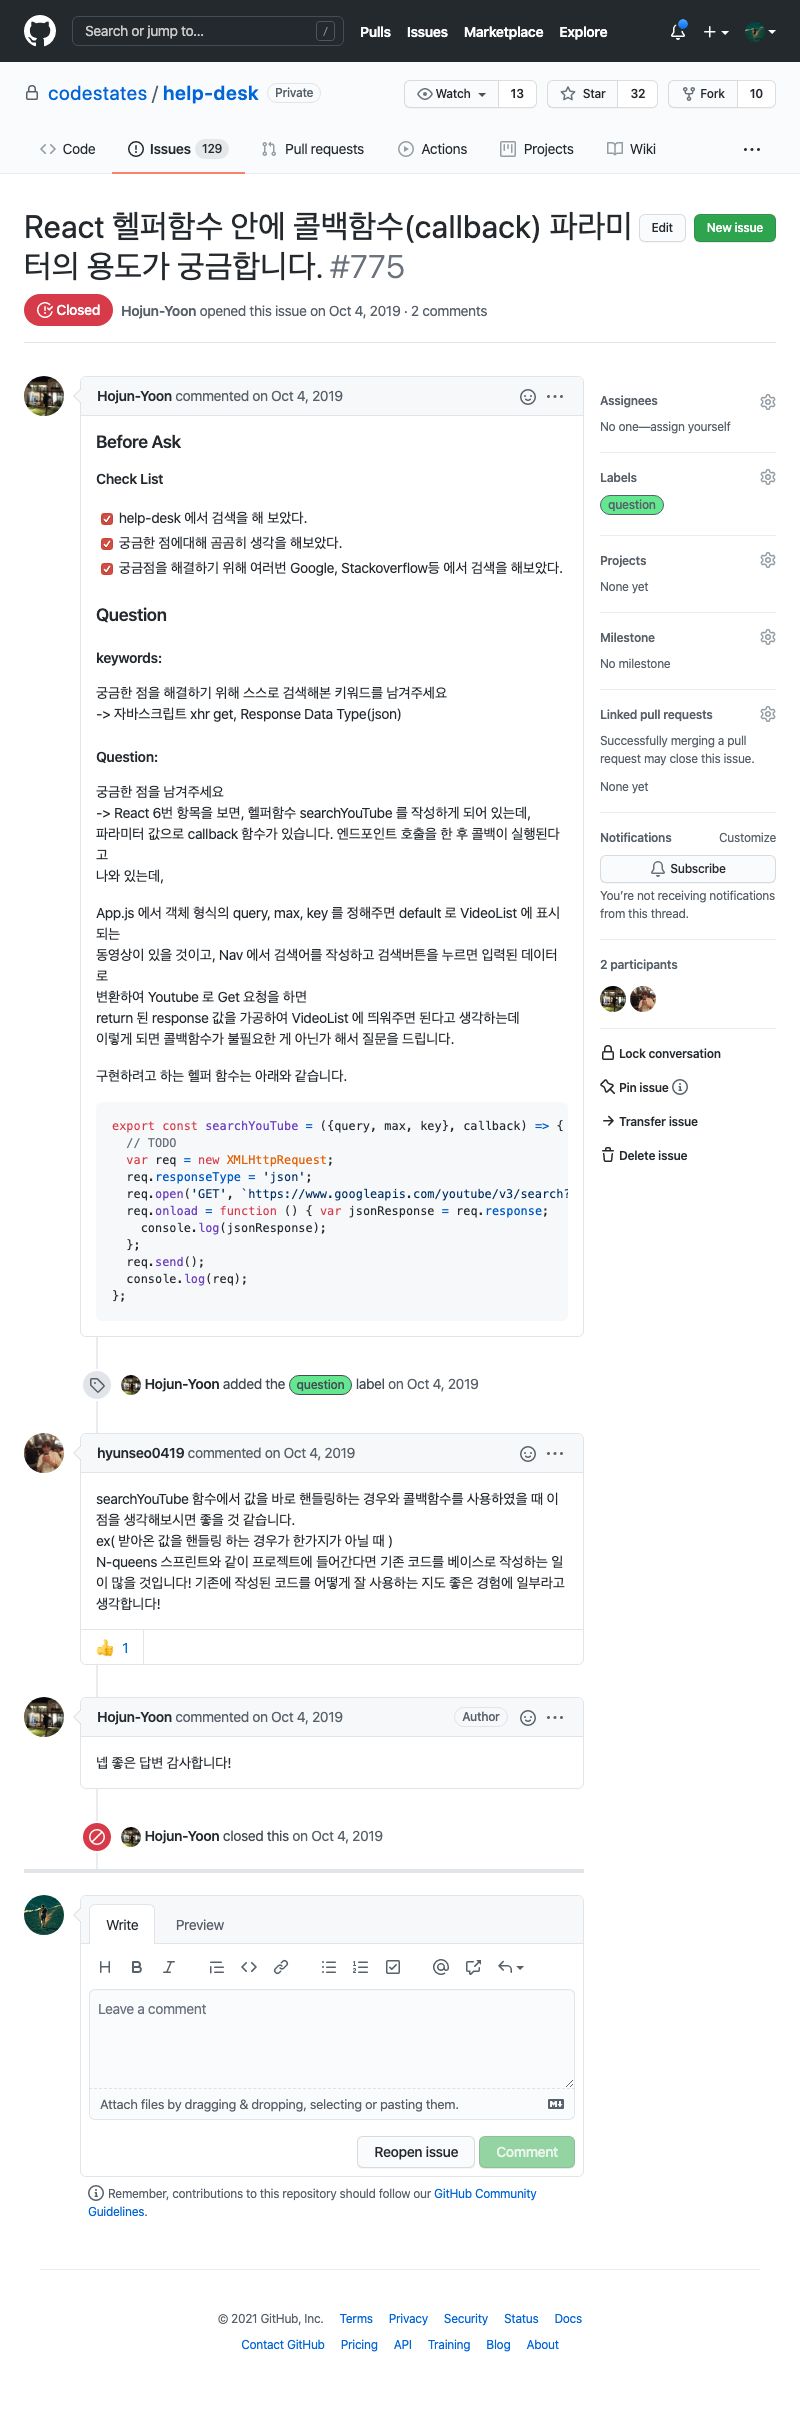 Search or jump to... /
Pulls Issues Marketplace Explore
codestates / help-desk Private
Watch 13 Star 32 Fork 10
Code Issues 129 Pull requests Actions Projects Wiki ...
React 헬퍼함수 안에 콜백함수(callback) 파라미
터의 용도가 궁금합니다. #775
Edit New issue
Closed Hojun-Yoon opened this issue on Oct 4, 2019 · 2 comments
Hojun-Yoon commented on Oct 4, 2019
Before Ask
Check List
help-desk 에서 검색을 해 보았다.
궁금한 점에대해 곰곰히 생각을 해보았다.
궁금점을 해결하기 위해 여러번 Google, Stackoverflow등 에서 검색을 해보았다.
Question
keywords:
궁금한 점을 해결하기 위해 스스로 검색해본 키워드를 남겨주세요
-> 자바스크립트 xhr get, Response Data Type(json)
Question:
궁금한 점을 남겨주세요
-> React 6번 항목을 보면, 헬퍼함수 searchYouTube 를 작성하게 되어 있는데,
파라미터 값으로 callback 함수가 있습니다. 엔드포인트 호출을 한 후 콜백이 실행된다
고
나와 있는데,
App.js 에서 객체 형식의 query, max, key 를 정해주면 default 로 VideoList 에 표시
되는
동영상이 있을 것이고, Nav 에서 검색어를 작성하고 검색버튼을 누르면 입력된 데이터
로
변환하여 Youtube 로 Get 요청을 하면
return 된 response 값을 가공하여 VideoList 에 띄워주면 된다고 생각하는데
이렇게 되면 콜백함수가 불필요한 게 아닌가 해서 질문을 드립니다.
구현하려고 하는 헬퍼 함수는 아래와 같습니다.
export const searchYouTube = ({query, max, key}, callback) => {
// TODO
var req = new XMLHttpRequest;
req.responseType = 'json';
req.open('GET', `https://www.googleapis.com/youtube/v3/search?
req.onload = function () { var jsonResponse = req.response;
console.log(jsonResponse);
};
req.send();
console.log(req);
};
Hojun-Yoon added the question label on Oct 4, 2019
hyunseo0419 commented on Oct 4, 2019
searchYouTube 함수에서 값을 바로 핸들링하는 경우와 콜백함수를 사용하였을 때 이
점을 생각해보시면 좋을 것 같습니다.
ex( 받아온 값을 핸들링 하는 경우가 한가지가 아닐 때 )
N-queens 스프린트와 같이 프로젝트에 들어간다면 기존 코드를 베이스로 작성하는 일
이 많을 것입니다! 기존에 작성된 코드를 어떻게 잘 사용하는 지도 좋은 경험에 일부라고
생각합니다!
👍 1
Hojun-Yoon commented on Oct 4, 2019 Author
넵 좋은 답변 감사합니다!
Hojun-Yoon closed this on Oct 4, 2019
Write Preview
Leave a comment
Attach files by dragging & dropping, selecting or pasting them.
Reopen issue Comment
Remember, contributions to this repository should follow our GitHub Community
Guidelines.
Assignees
No one—assign yourself
Labels
question
Projects
None yet
Milestone
No milestone
Linked pull requests
Successfully merging a pull
request may close this issue.
None yet
Notifications Customize
Subscribe
You're not receiving notifications
from this thread.
2 participants
Lock conversation
Pin issue
Transfer issue
Delete issue
© 2021 GitHub, Inc. Terms Privacy Security Status Docs
Contact GitHub Pricing API Training Blog About